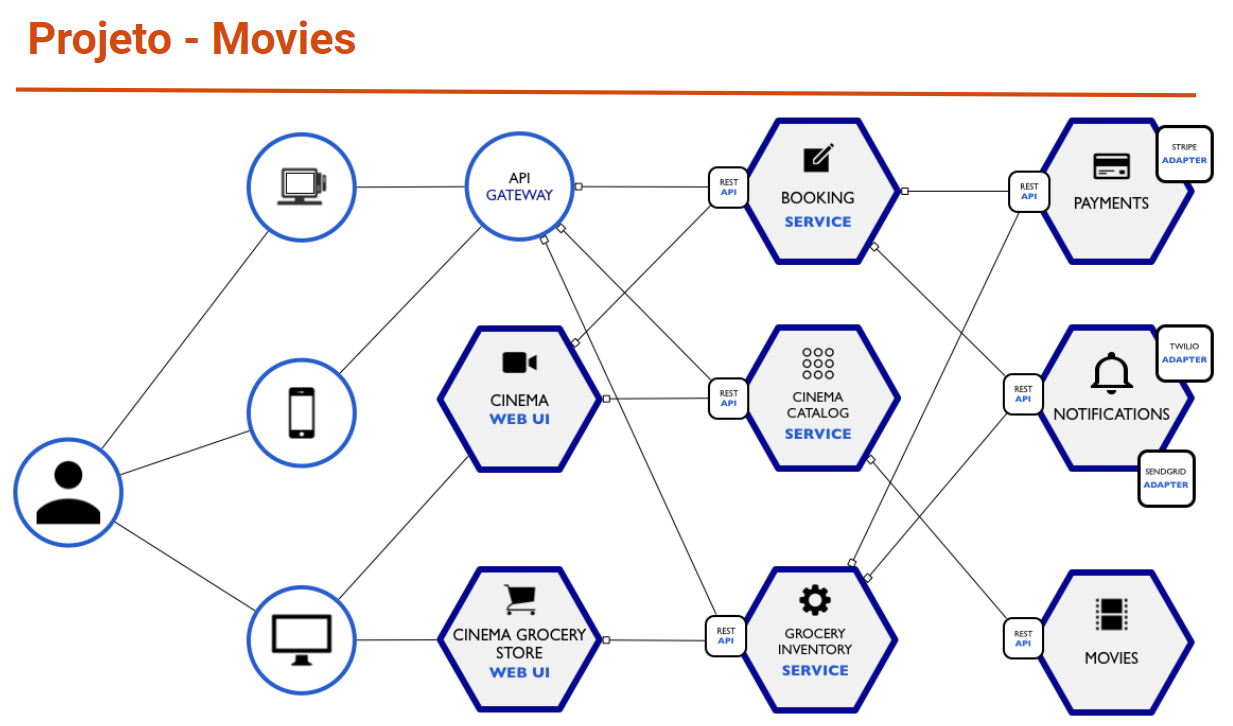 Projeto - Movies
API
GATEWAY
REST
API
BOOKING
SERVICE
REST
API
PAYMENTS
STRIPE
ADAPTER
CINEMA
WEB UI
REST
API
CINEMA
CATALOG
SERVICE
REST
API
NOTIFICATIONS
TWILIO
ADAPTER
SENDGRID
ADAPTER
CINEMA GROCERY
STORE
WEB UI
REST
API
GROCERY
INVENTORY
SERVICE
REST
API
MOVIES